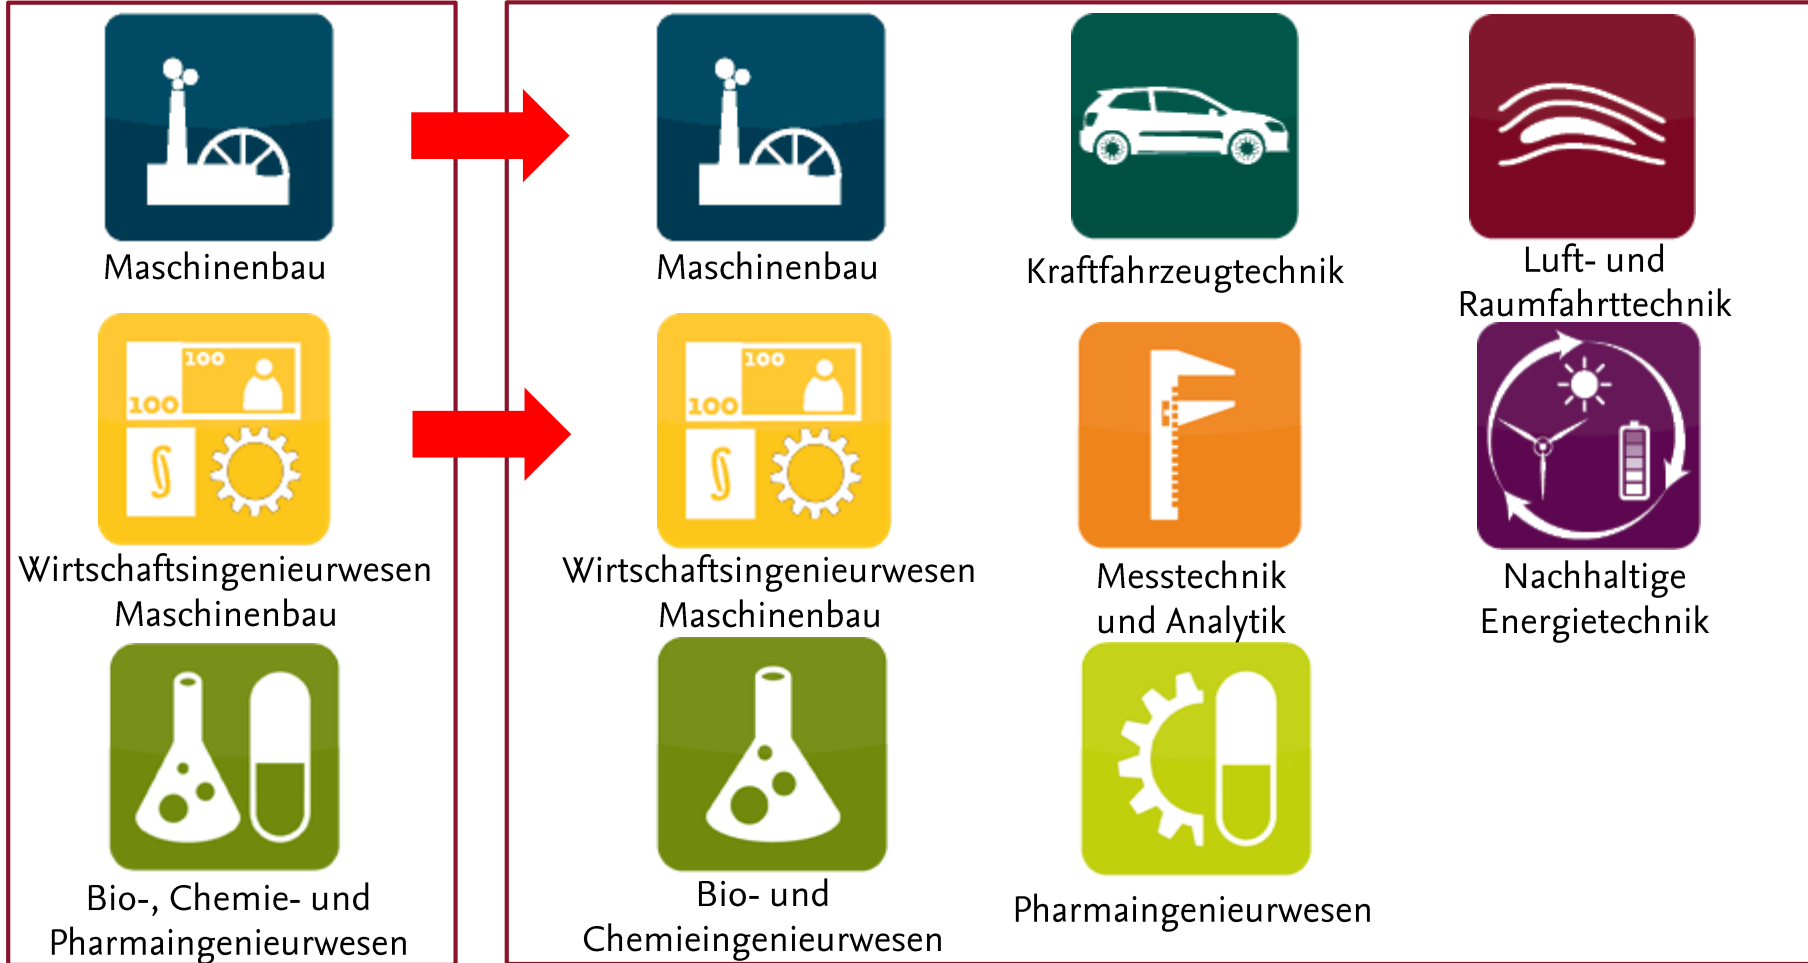 Maschinenbau
100
100
§
Wirtschaftsingenieurwesen
Maschinenbau
Bio-, Chemie- und
Pharmaingenieurwesen
Maschinenbau
Kraftfahrzeugtechnik
Luft- und
Raumfahrttechnik
100
100
§
Wirtschaftsingenieurwesen
Maschinenbau
Messtechnik
und Analytik
Nachhaltige
Energietechnik
Bio- und
Chemieingenieurwesen
Pharmaingenieurwesen